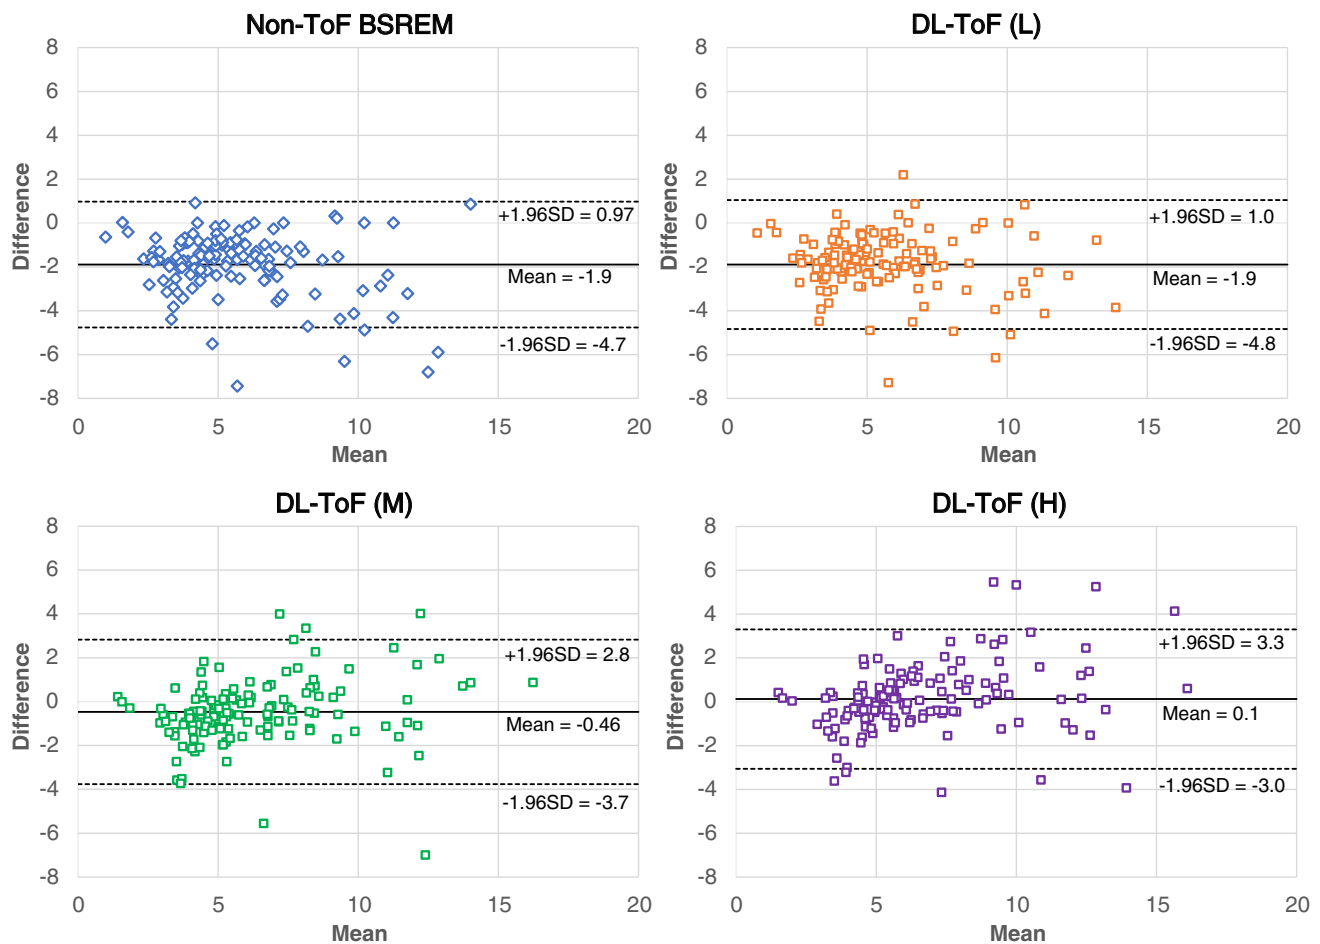 Non-ToF BSREM
8
6
4
2
0
-2
-4
-6
-8
Difference
+1.96SD = 0.97
Mean = -1.9
-1.96SD = -4.7
0 5 10 15 20
Mean
DL-ToF (L)
8
6
4
2
0
-2
-4
-6
-8
Difference
+1.96SD = 1.0
Mean = -1.9
-1.96SD = -4.8
0 5 10 15 20
Mean
DL-ToF (M)
8
6
4
2
0
-2
-4
-6
-8
Difference
+1.96SD = 2.8
Mean = -0.46
-1.96SD = -3.7
0 5 10 15 20
Mean
DL-ToF (H)
8
6
4
2
0
-2
-4
-6
-8
Difference
+1.96SD = 3.3
Mean = 0.1
-1.96SD = -3.0
0 5 10 15 20
Mean